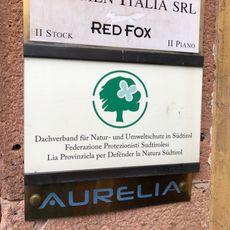 ITALIA SRL
RED FOX
II STOCK II PIANO
Dachverband für Natur- und Umweltschutz in Südtirol
Federazione Protezionisti Sudtirolesi
Lia Provinziela per Defënder la Natura Südtirol
AURELIA